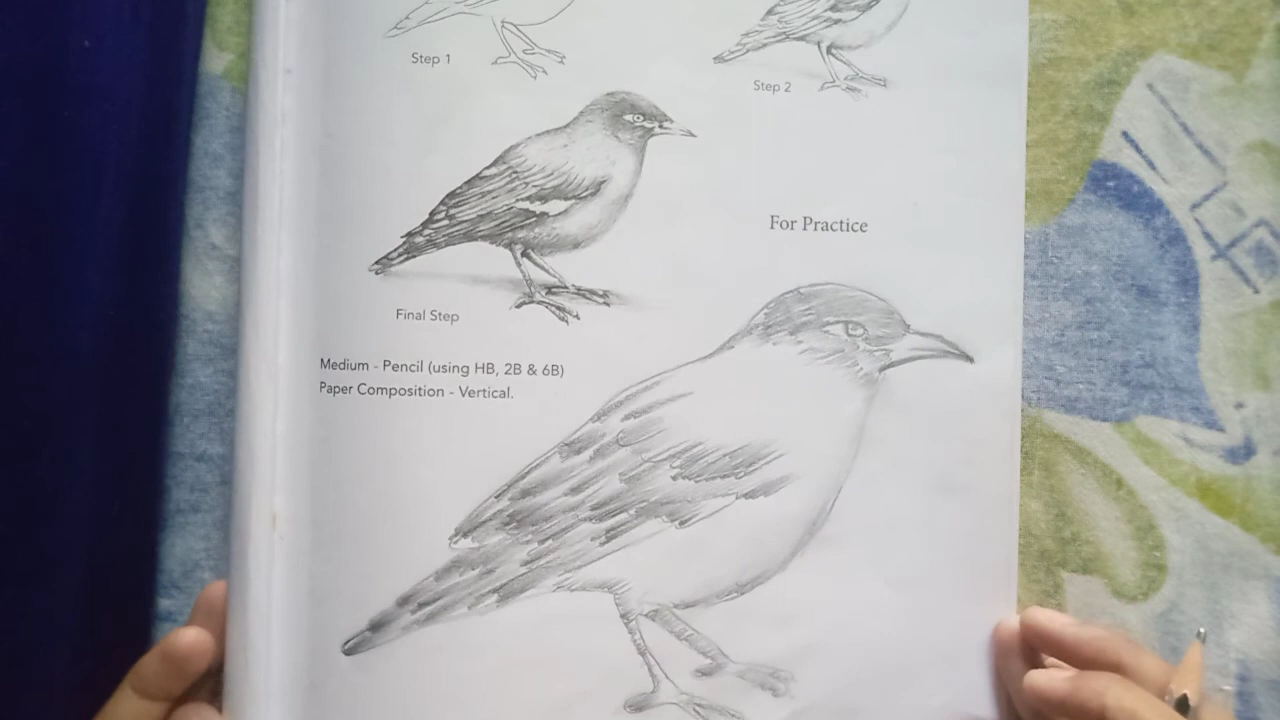 Step 1
Step 2
For Practice
Final Step
Medium - Pencil (using HB, 2B & 6B)
Paper Composition - Vertical.